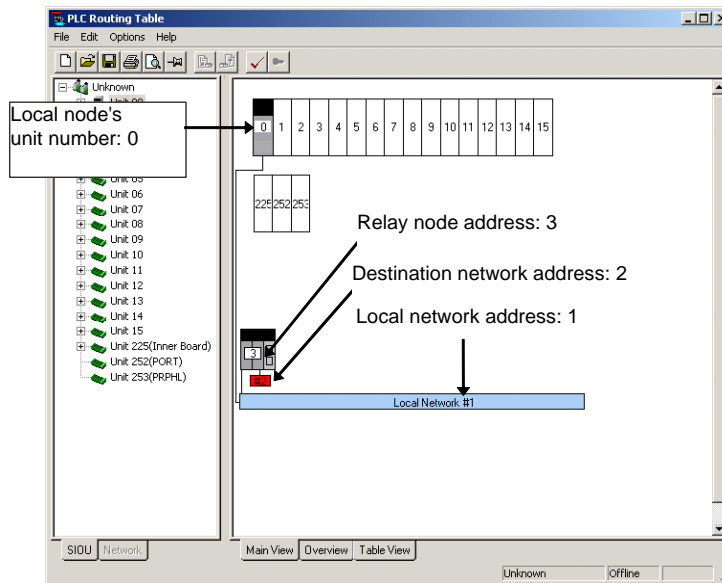 PLC Routing Table
File Edit Options Help
Unknown
Local node's
unit number: 0
Unit 05
Unit 06
Unit 07
Unit 08
Unit 09
Unit 10
Unit 11
Unit 12
Unit 13
Unit 14
Unit 15
Unit 225(Inner Board)
Unit 252(PORT)
Unit 253(PRPHL)
0 1 2 3 4 5 6 7 8 9 10 11 12 13 14 15
225 252 253
Relay node address: 3
Destination network address: 2
Local network address: 1
3
#2
Local Network #1
SIOU Network
Main View Overview Table View
Unknown Offline